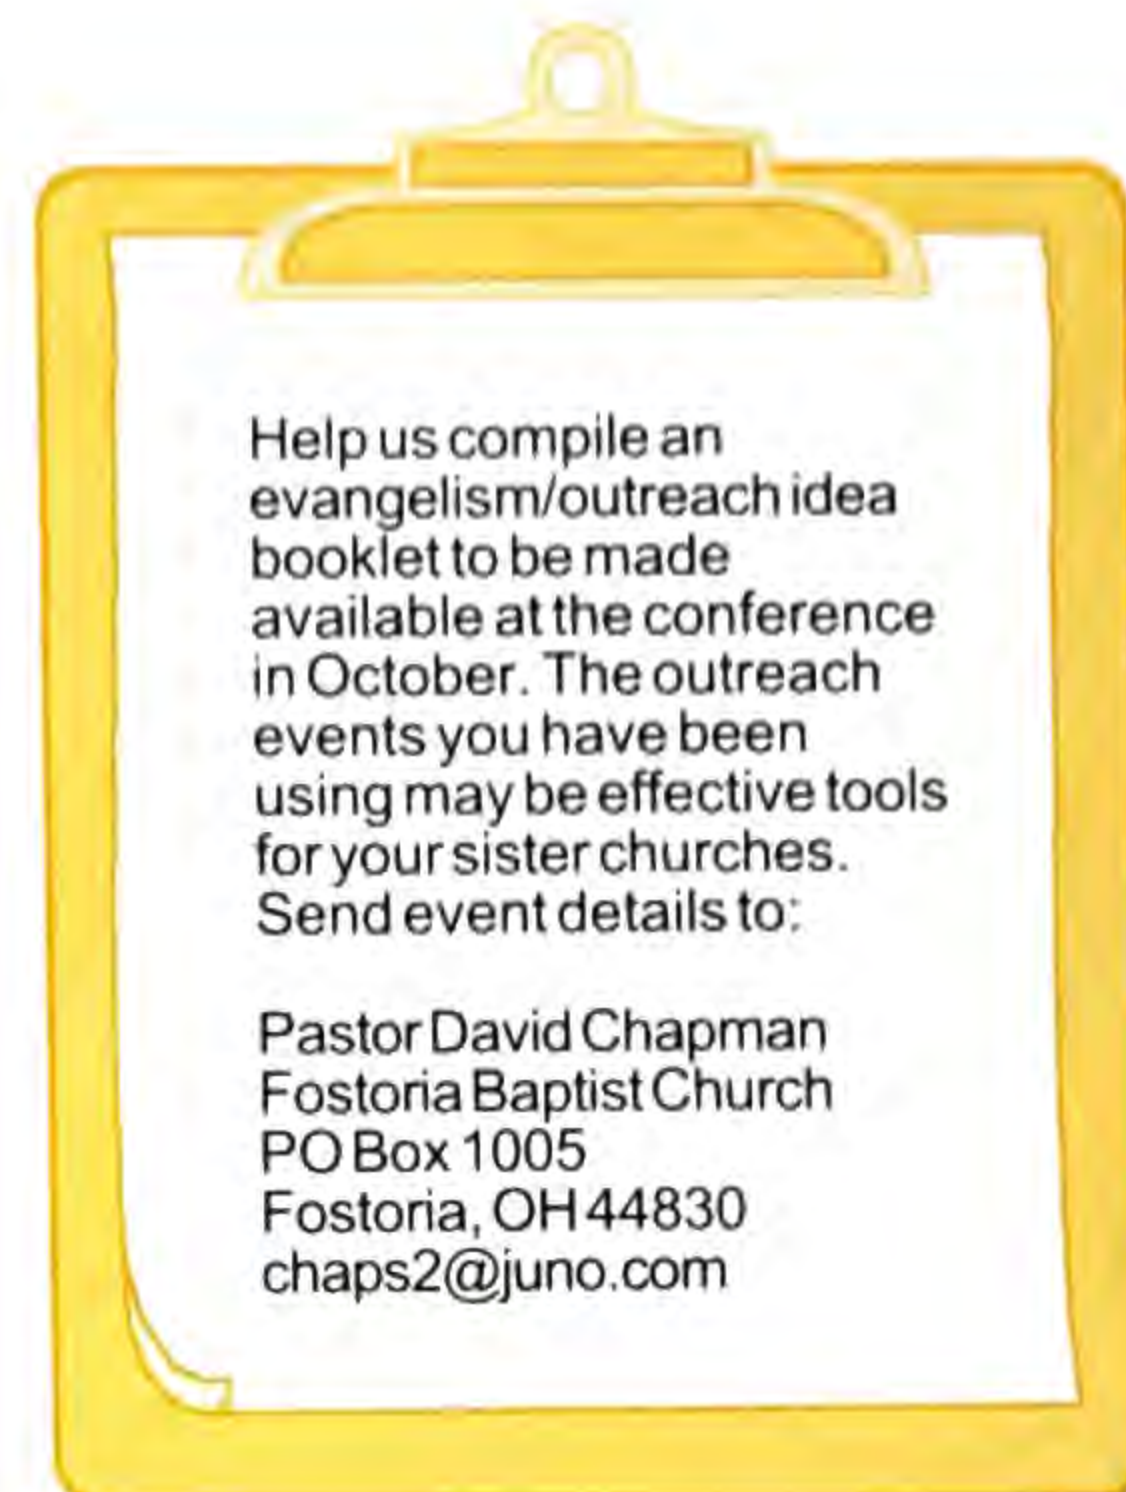 Help us compile an
evangelism/outreach idea
booklet to be made
available at the conference
in October. The outreach
events you have been
using may be effective tools
for your sister churches.
Send event details to:

Pastor David Chapman
Fostoria Baptist Church
PO Box 1005
Fostoria, OH 44830
chaps2@juno.com